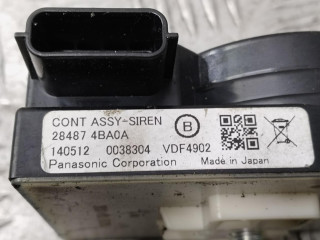 CONT ASSY-SIREN
28487 4BA0A B
140512 0038304 VDF4902
Panasonic Corporation Made in Japan